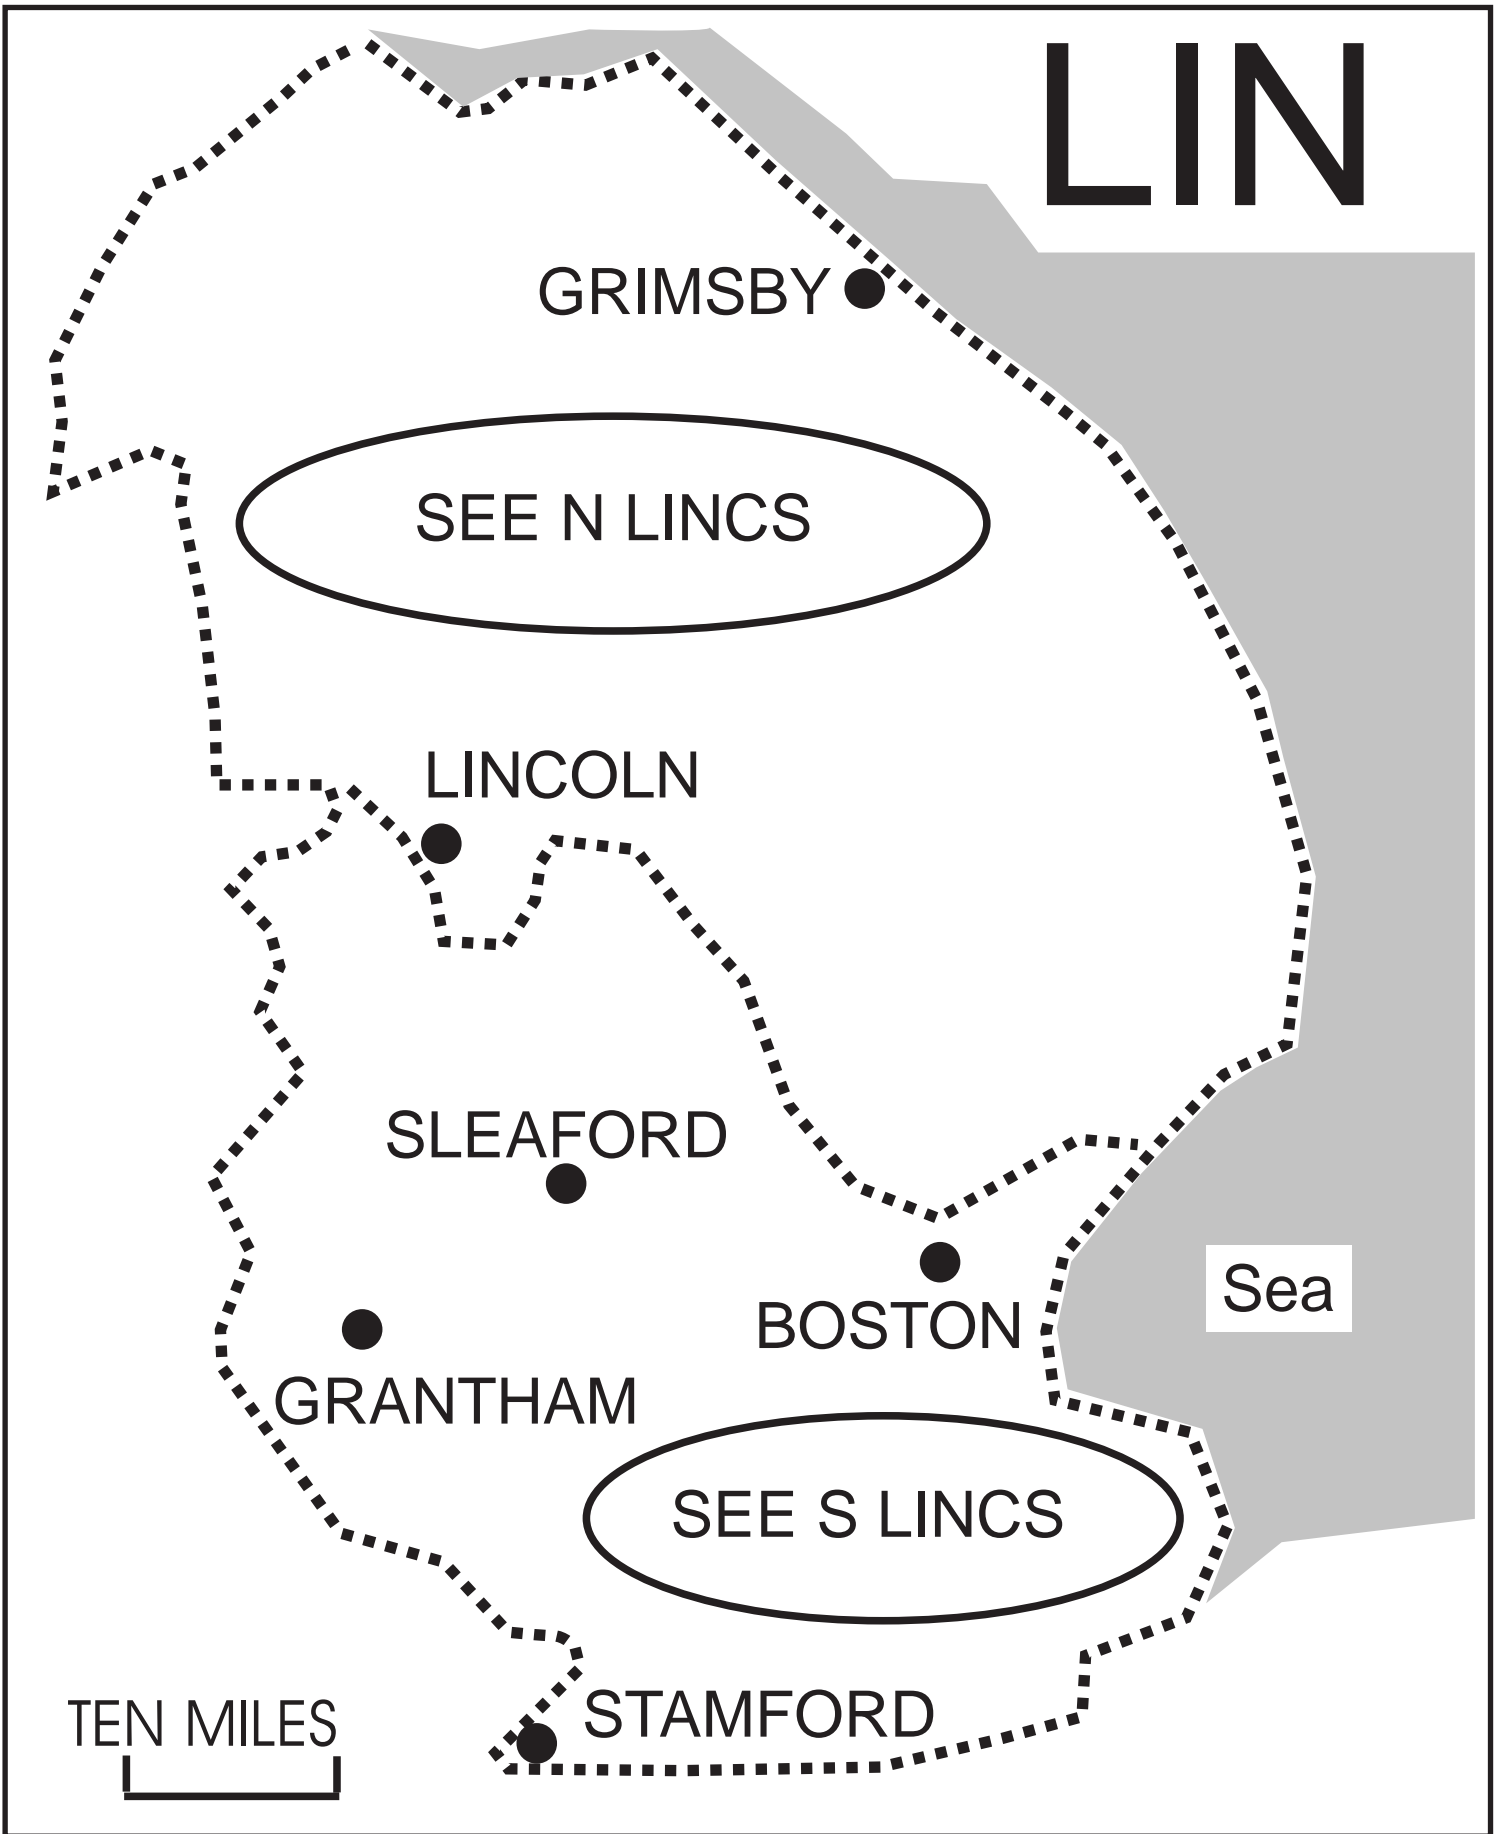 LIN
GRIMSBY
SEE N LINCS
LINCOLN
SLEAFORD
Sea
BOSTON
GRANTHAM
SEE S LINCS
STAMFORD
TEN MILES